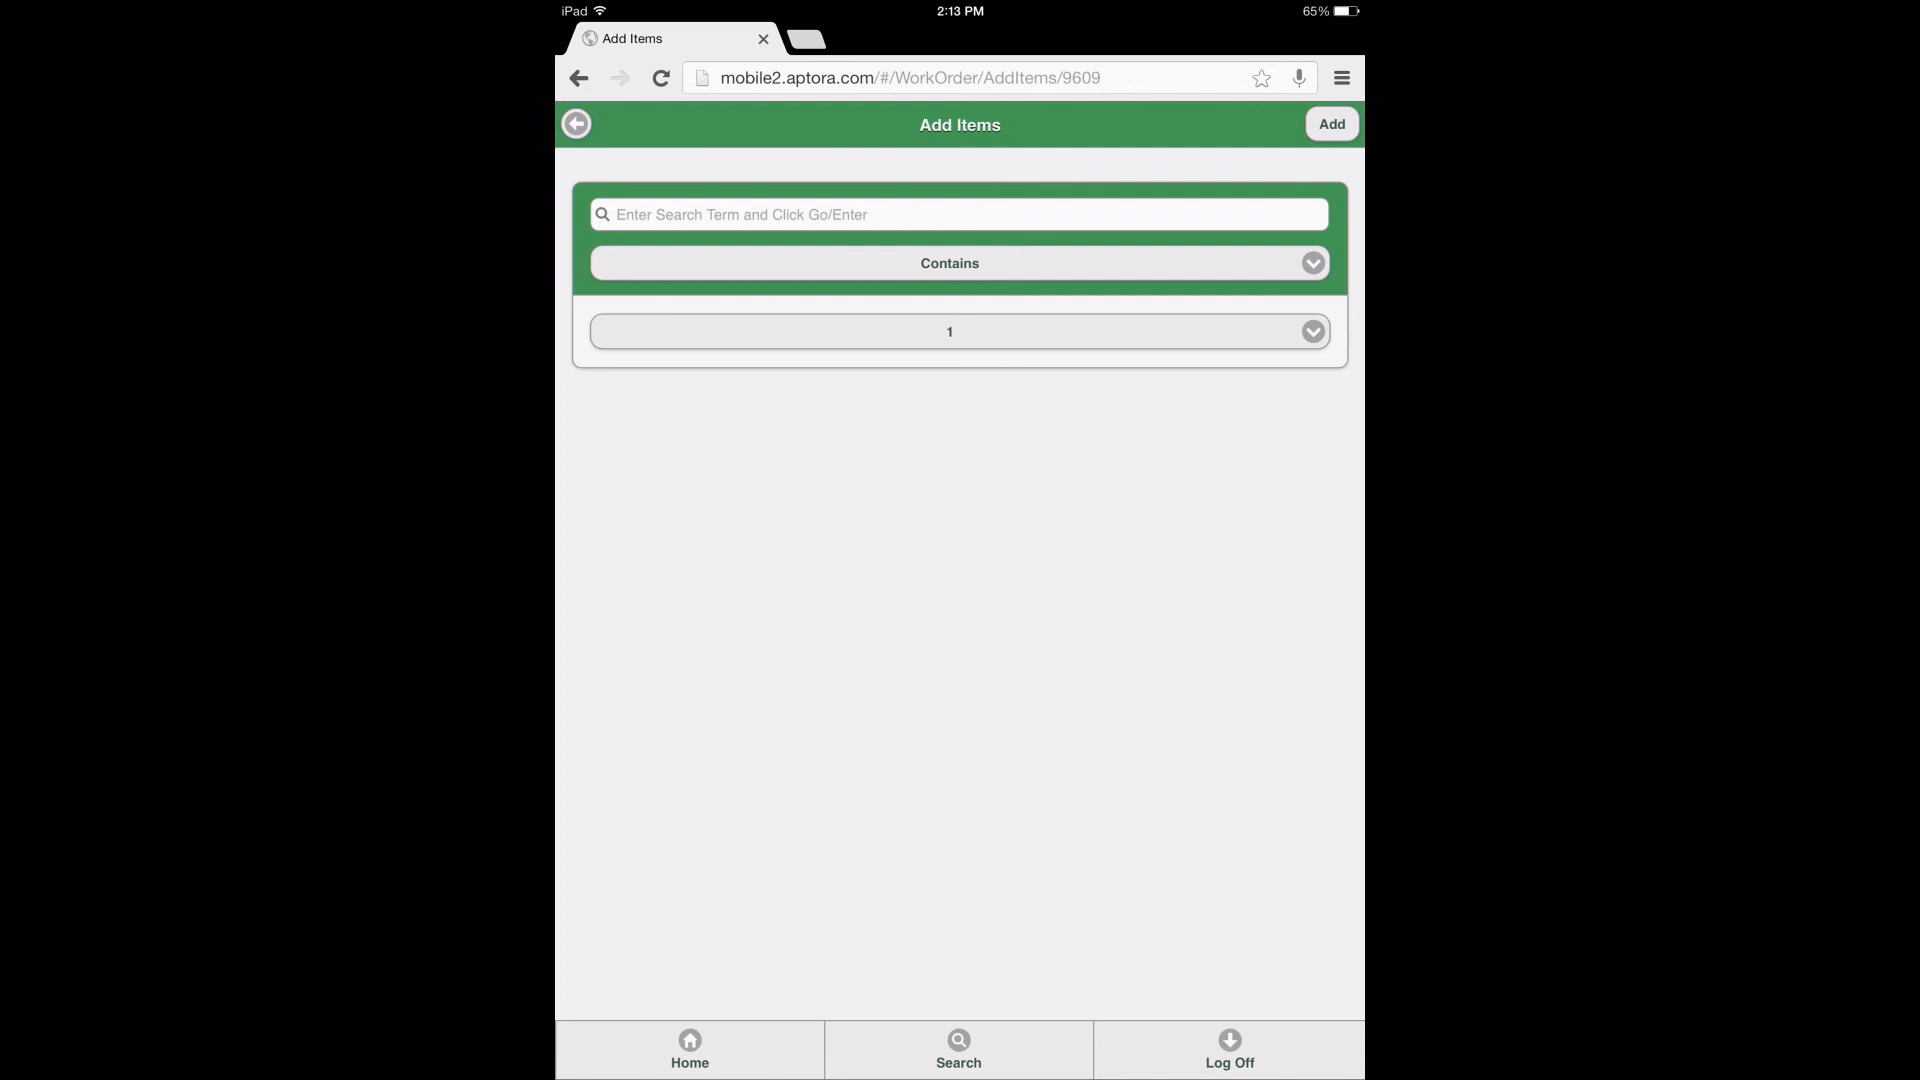 iPad 2:13 PM 65%
Add Items
mobile2.aptora.com/#/WorkOrder/AddItems/9609
Add Items Add
Enter Search Term and Click Go/Enter
Contains
1
Home Search Log Off